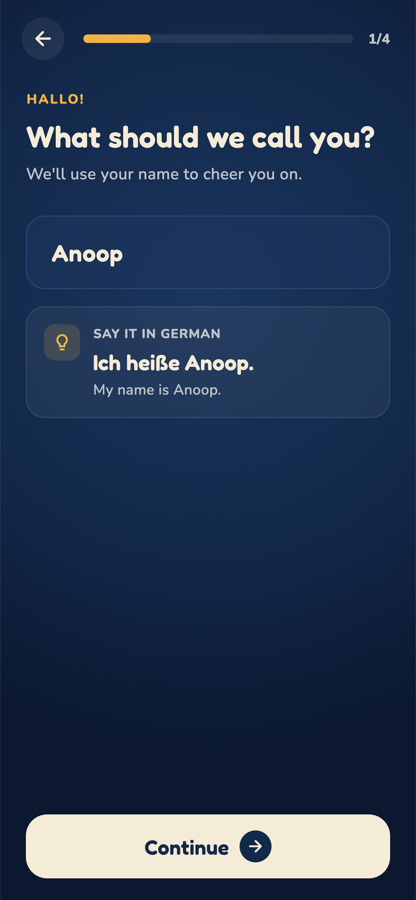 1/4
HALLO!
What should we call you?
We'll use your name to cheer you on.
Anoop
SAY IT IN GERMAN
Ich heiße Anoop.
My name is Anoop.
Continue